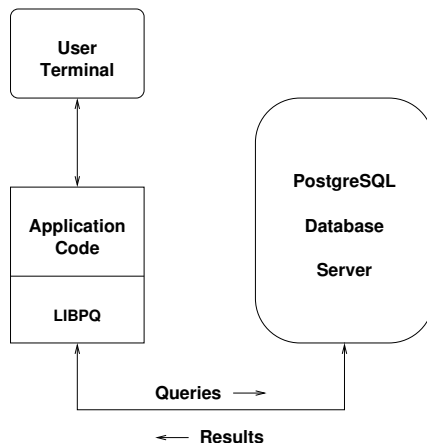 User
Terminal
Application
Code
LIBPQ
PostgreSQL
Database
Server
Queries
Results